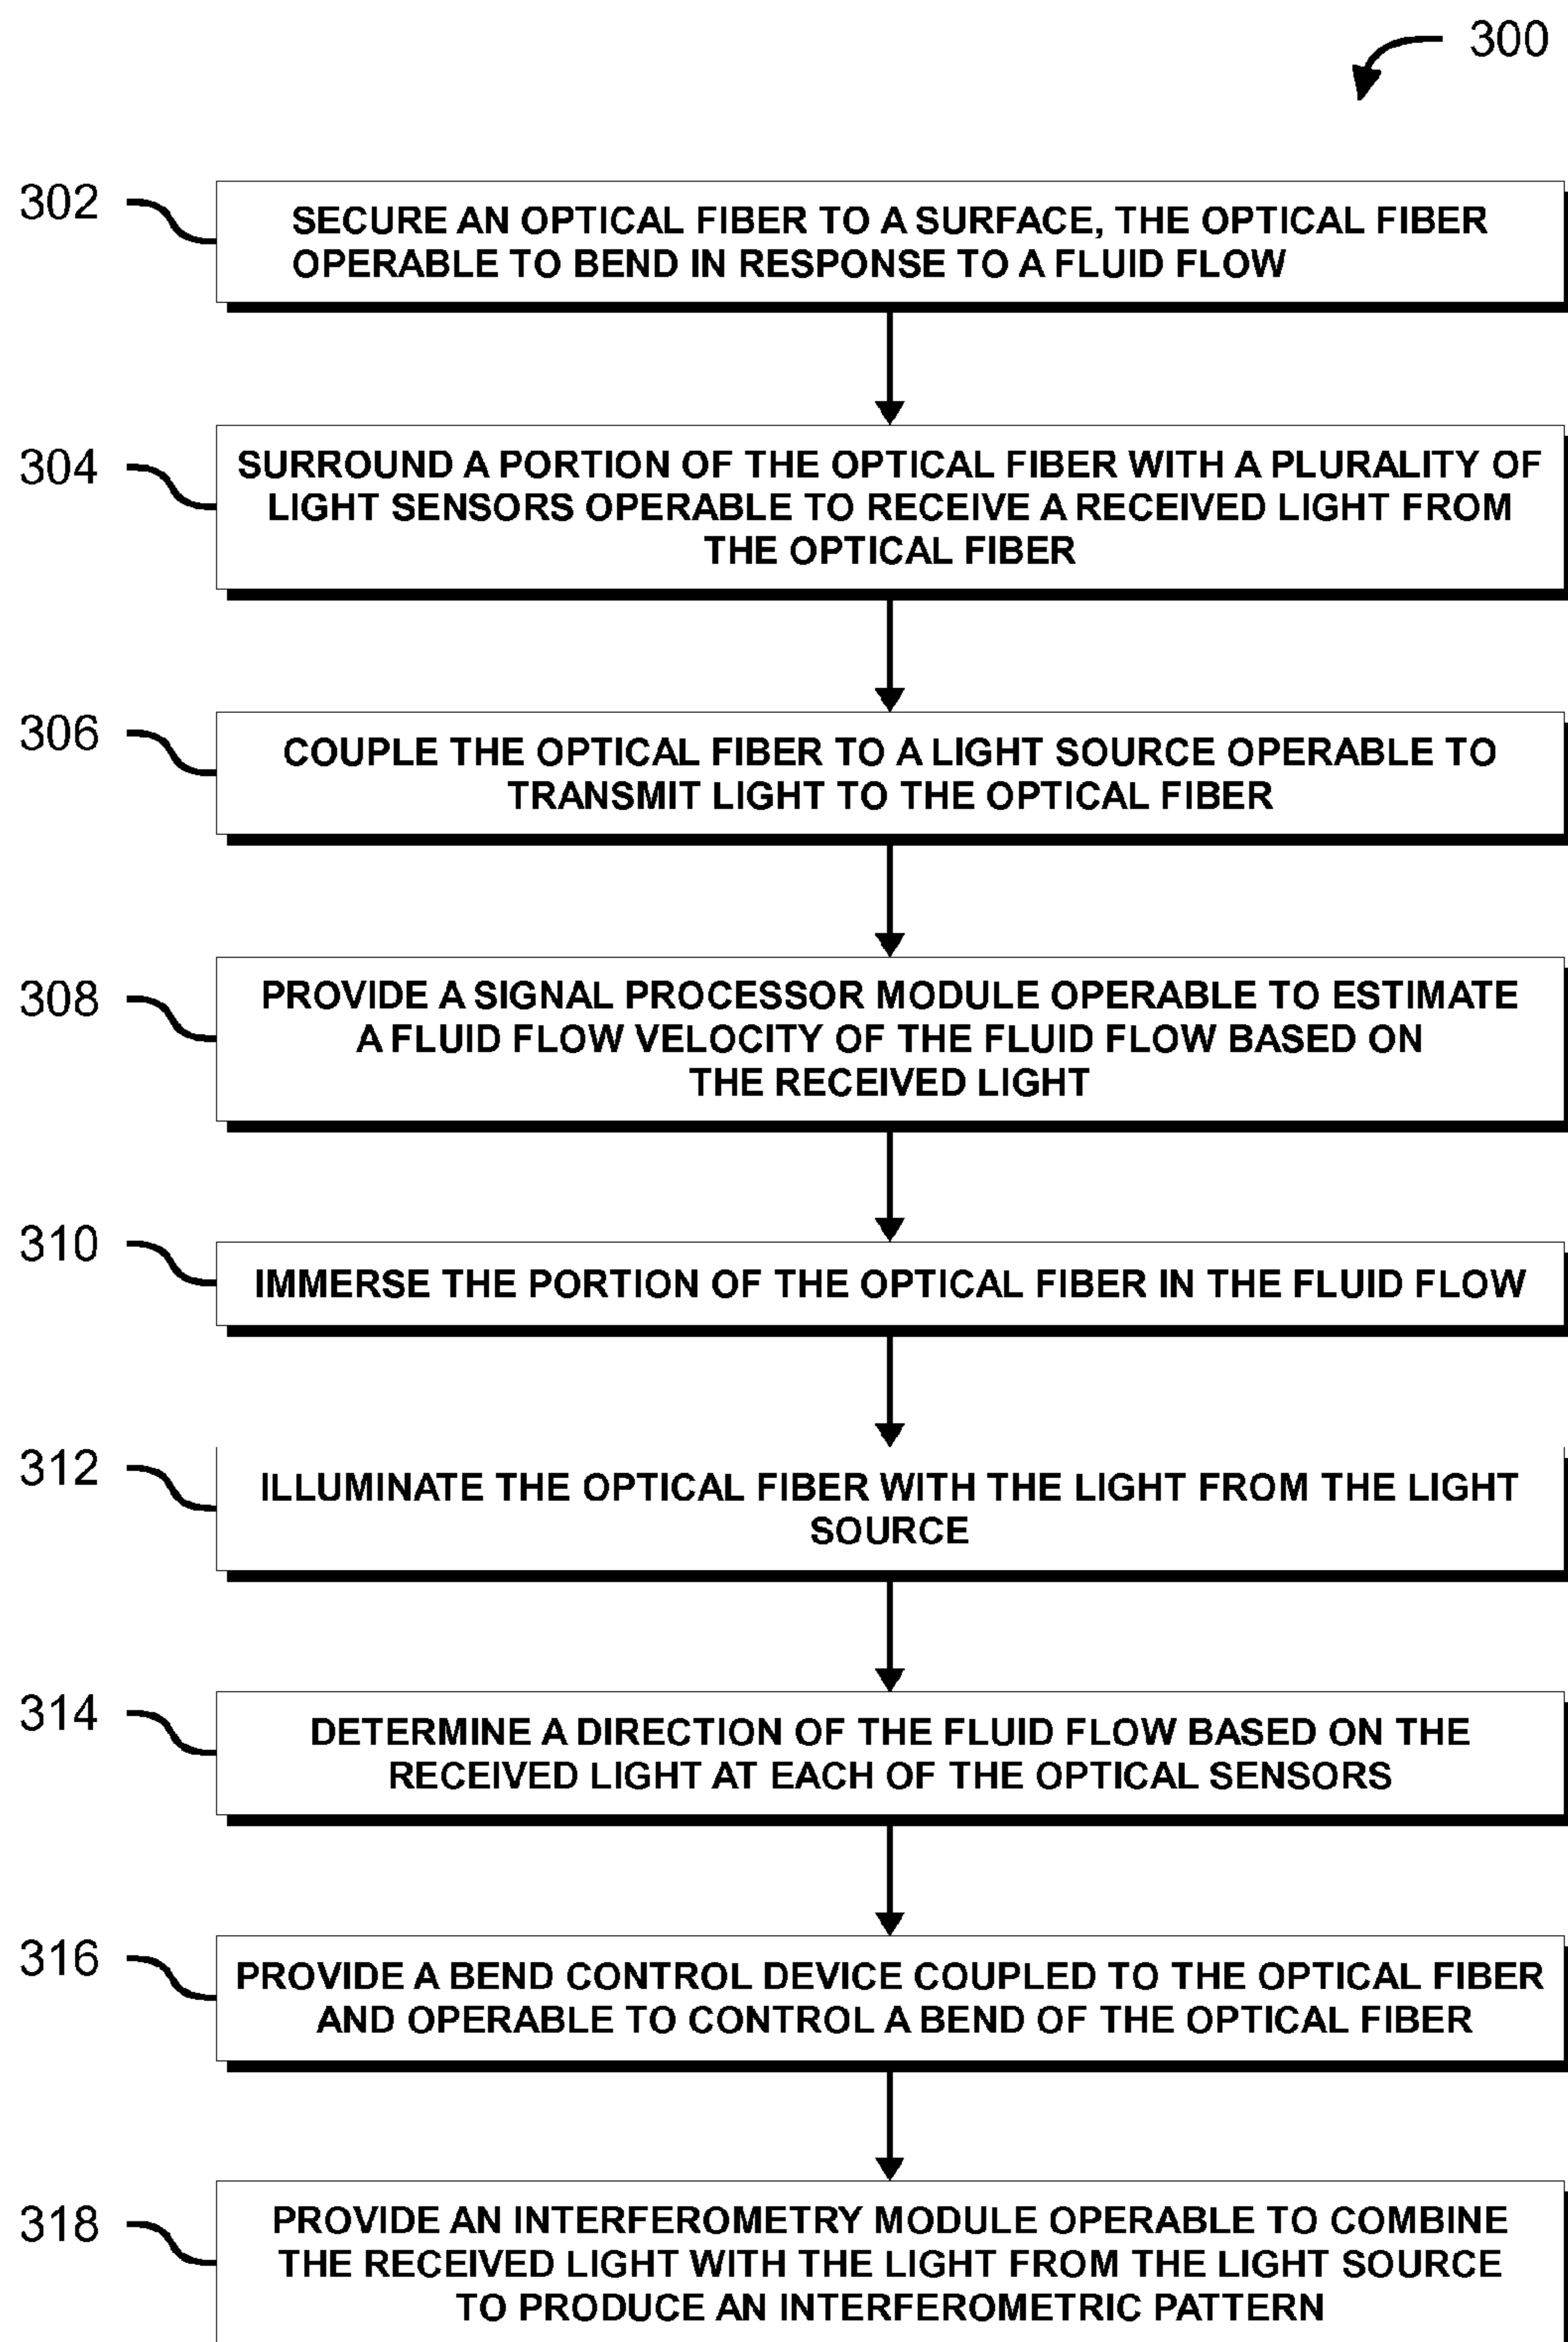 300
302
SECURE AN OPTICAL FIBER TO A SURFACE, THE OPTICAL FIBER
OPERABLE TO BEND IN RESPONSE TO A FLUID FLOW
304
SURROUND A PORTION OF THE OPTICAL FIBER WITH A PLURALITY OF
LIGHT SENSORS OPERABLE TO RECEIVE A RECEIVED LIGHT FROM
THE OPTICAL FIBER
306
COUPLE THE OPTICAL FIBER TO A LIGHT SOURCE OPERABLE TO
TRANSMIT LIGHT TO THE OPTICAL FIBER
308
PROVIDE A SIGNAL PROCESSOR MODULE OPERABLE TO ESTIMATE
A FLUID FLOW VELOCITY OF THE FLUID FLOW BASED ON
THE RECEIVED LIGHT
310
IMMERSE THE PORTION OF THE OPTICAL FIBER IN THE FLUID FLOW
312
ILLUMINATE THE OPTICAL FIBER WITH THE LIGHT FROM THE LIGHT
SOURCE
314
DETERMINE A DIRECTION OF THE FLUID FLOW BASED ON THE
RECEIVED LIGHT AT EACH OF THE OPTICAL SENSORS
316
PROVIDE A BEND CONTROL DEVICE COUPLED TO THE OPTICAL FIBER
AND OPERABLE TO CONTROL A BEND OF THE OPTICAL FIBER
318
PROVIDE AN INTERFEROMETRY MODULE OPERABLE TO COMBINE
THE RECEIVED LIGHT WITH THE LIGHT FROM THE LIGHT SOURCE
TO PRODUCE AN INTERFEROMETRIC PATTERN